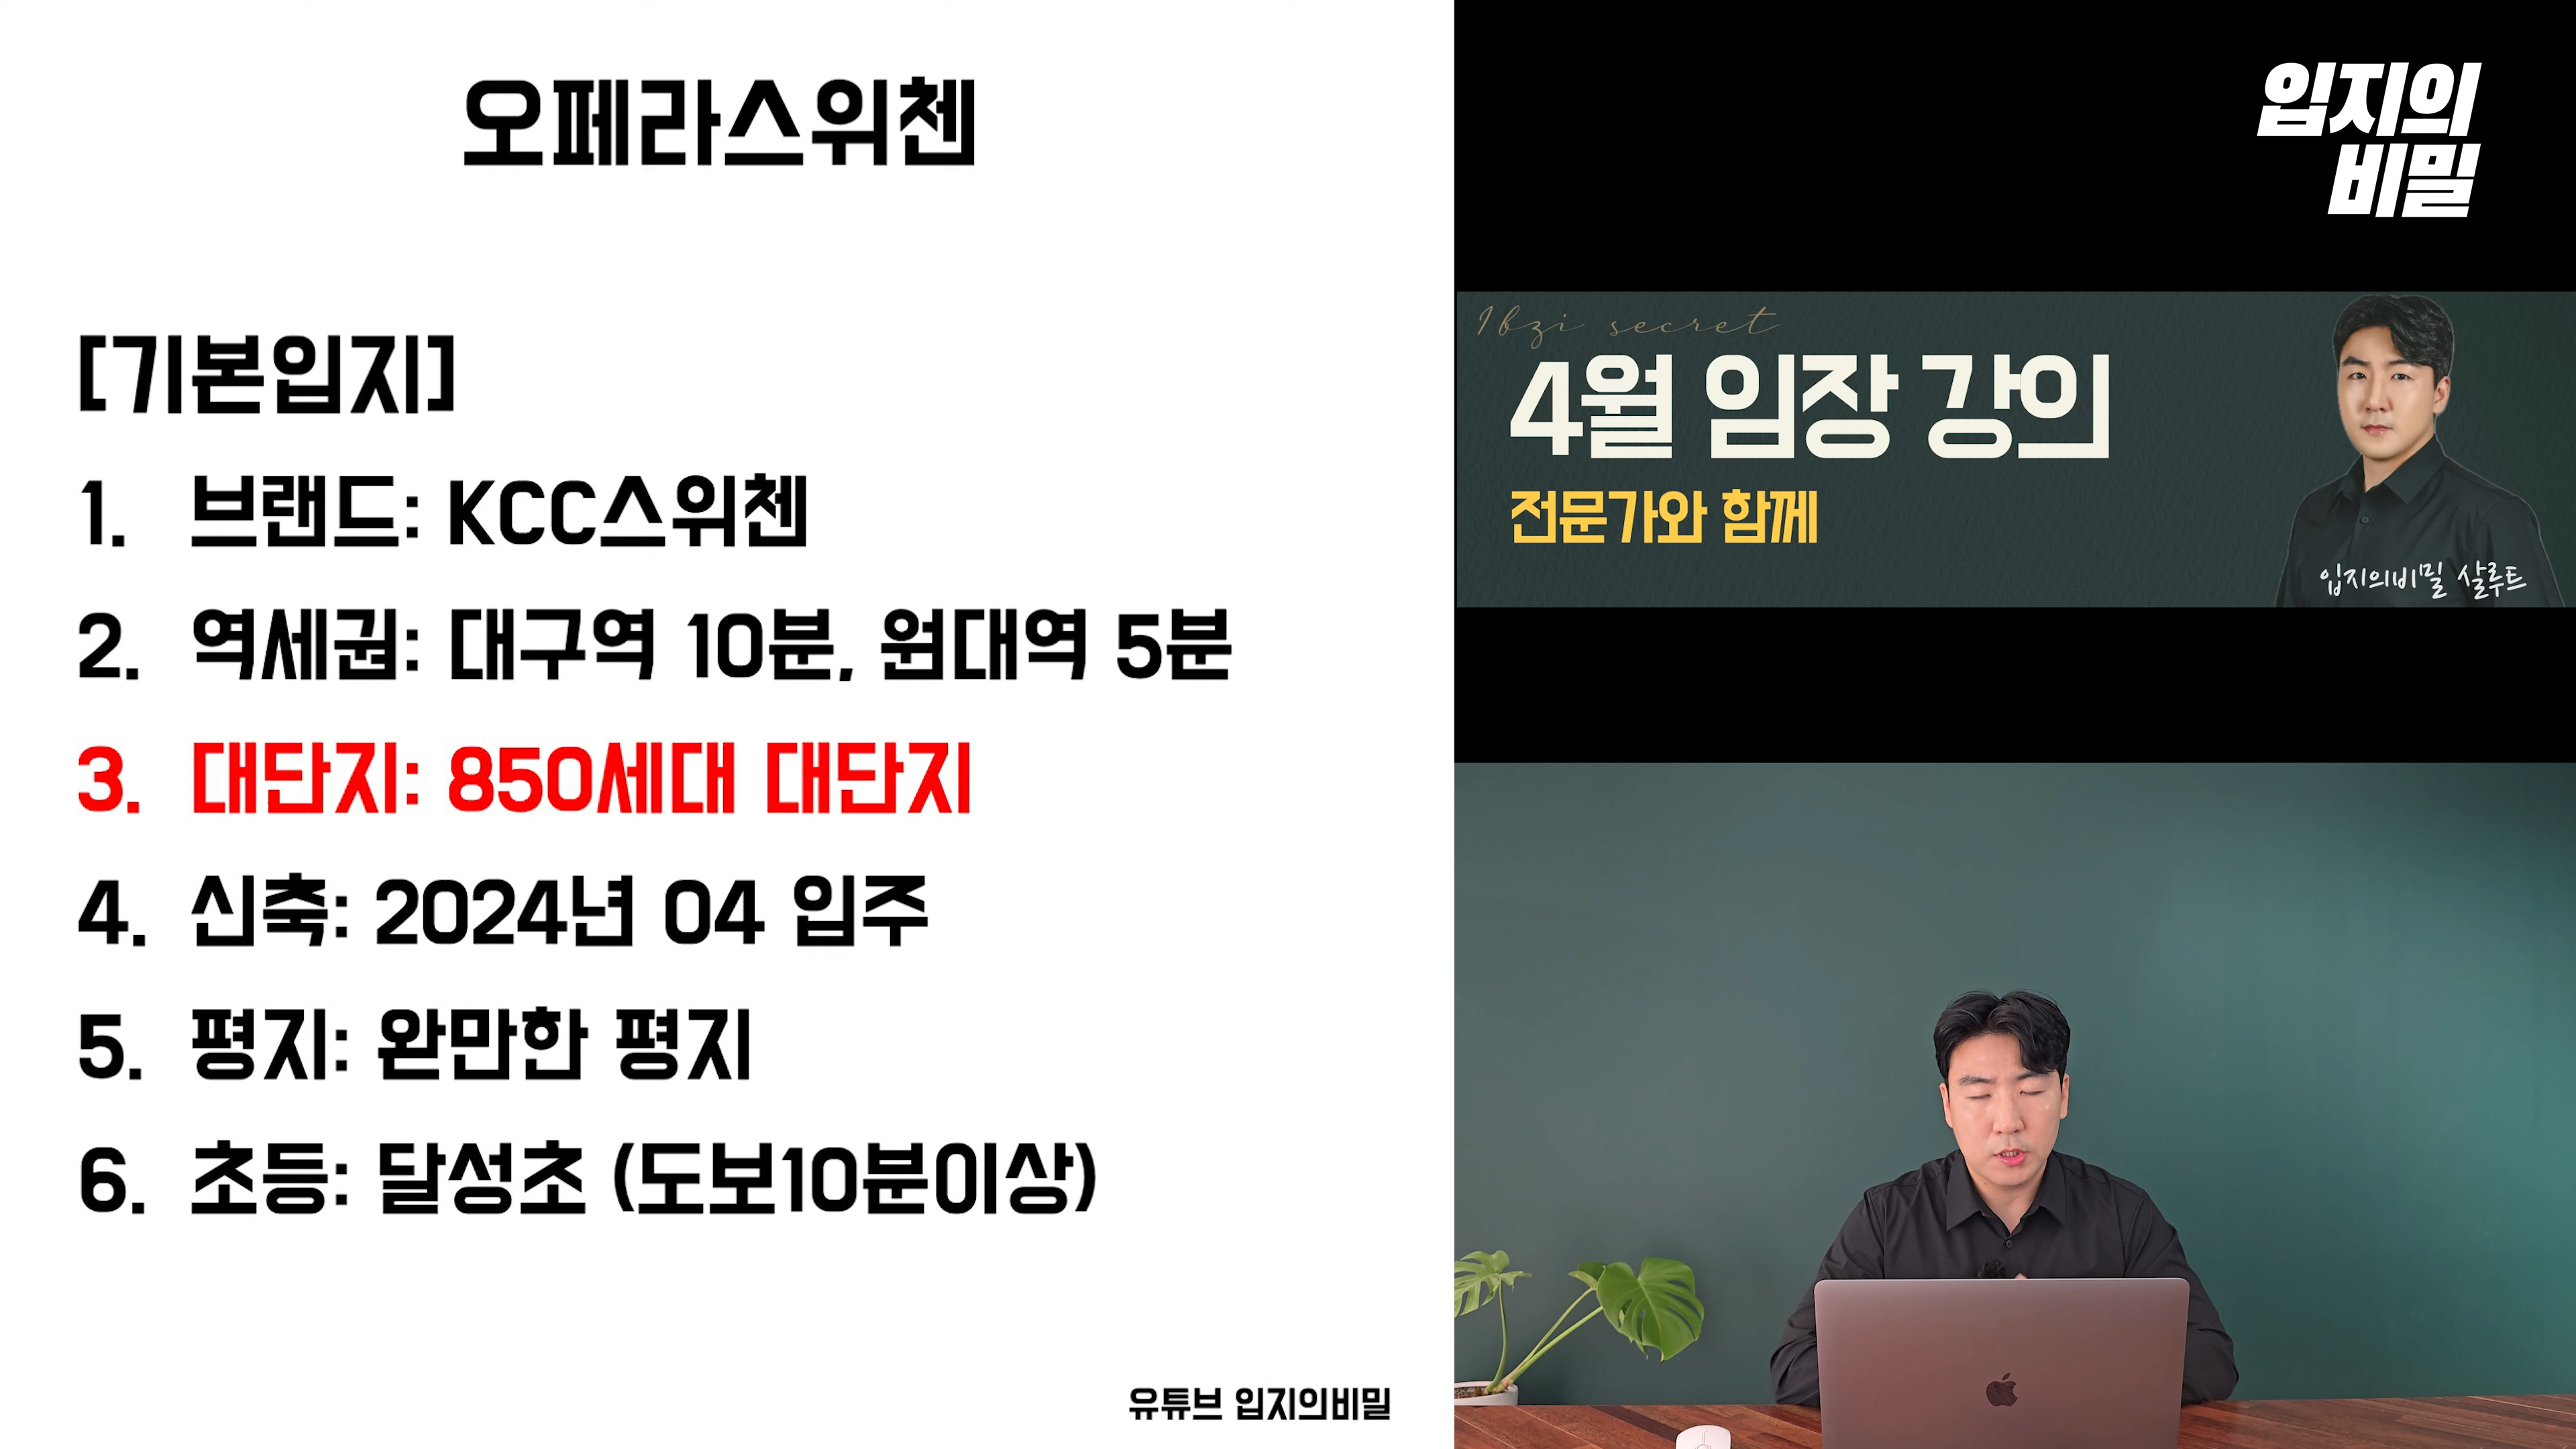 오페라스위첸
[기본입지]
1. 브랜드: KCC스위첸
2. 역세권: 대구역 10분, 원대역 5분
3. 대단지: 850세대 대단지
4. 신축: 2024년 04 입주
5. 평지: 완만한 평지
6. 초등: 달성초 (도보10분이상)
유튜브 입지의비밀
입지의
비밀
1bzi secret
4월 임장 강의
전문가와 함께
입지의비밀 살루트